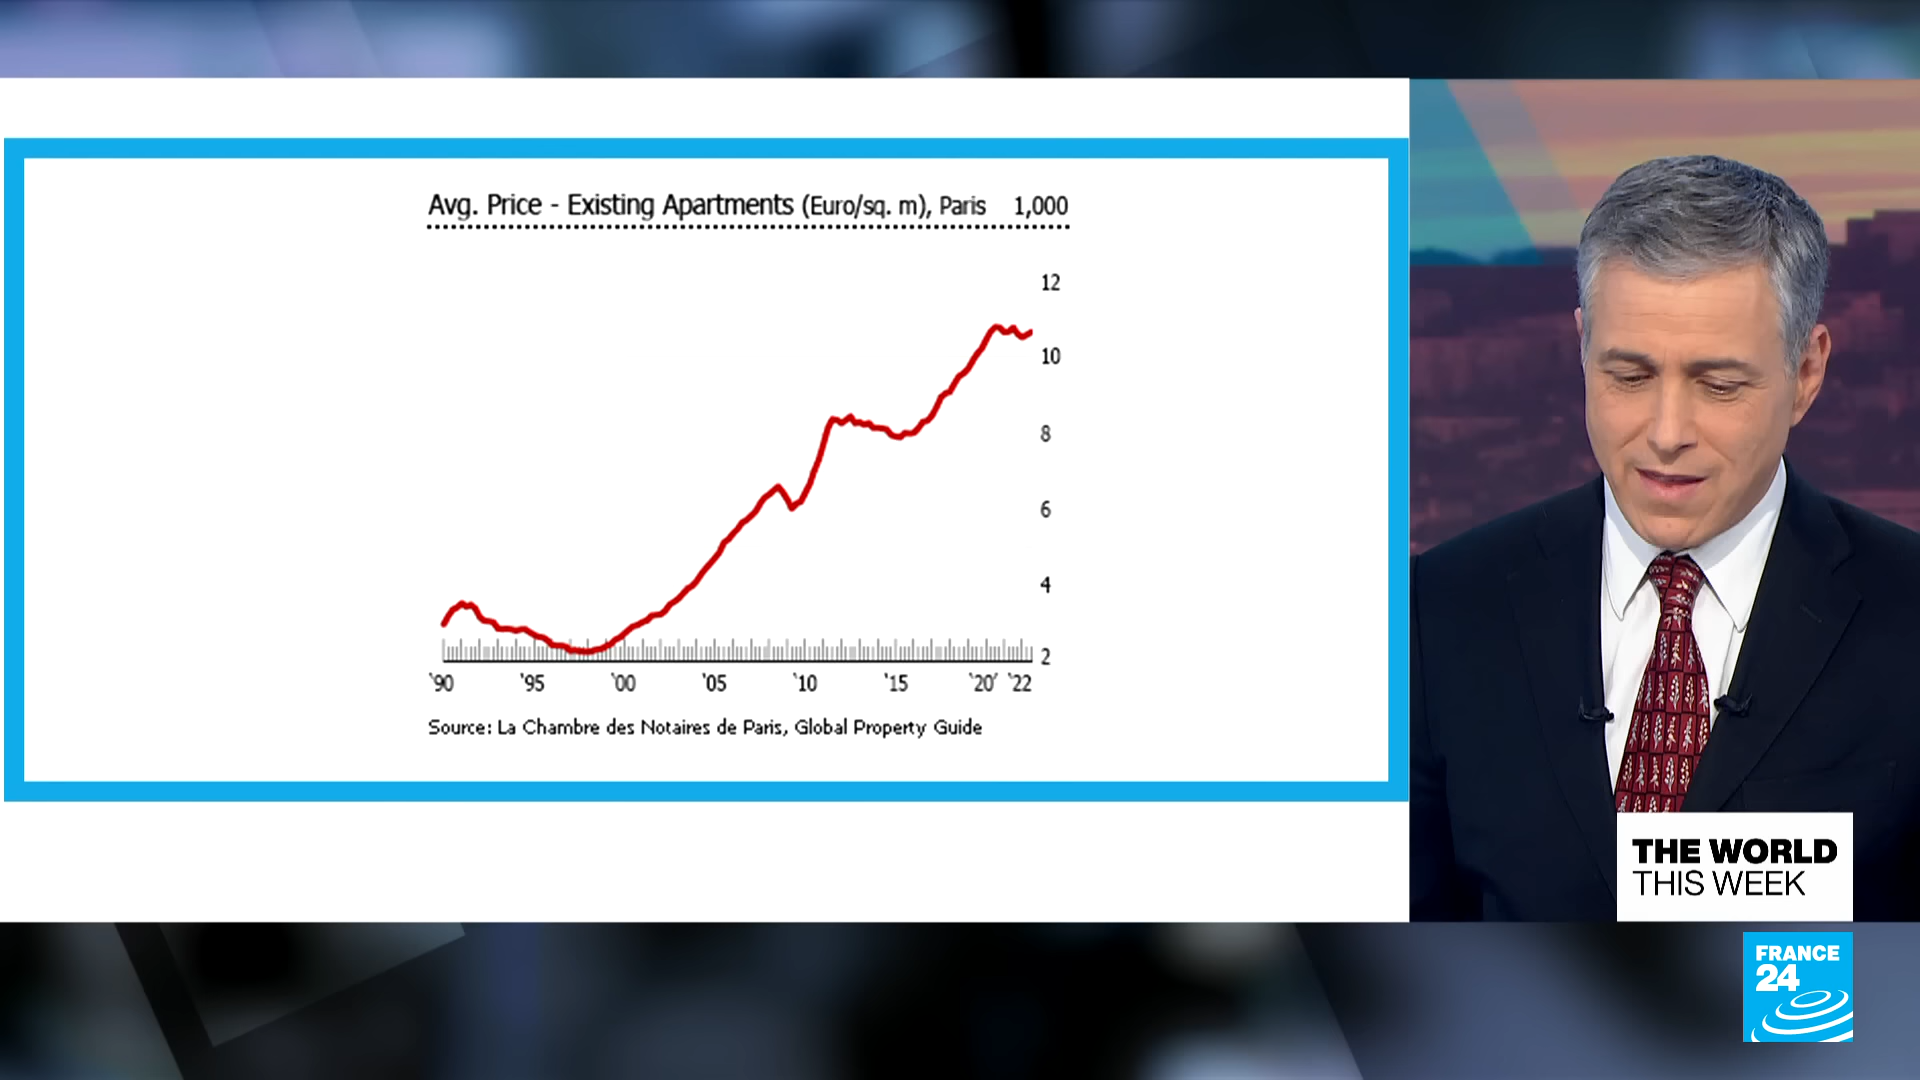 Avg. Price - Existing Apartments (Euro/sq. m), Paris 1,000
12
10
8
6
4
2
'90 '95 '00 '05 '10 '15 '20' '22
Source: La Chambre des Notaires de Paris, Global Property Guide
THE WORLD
THIS WEEK
FRANCE
24